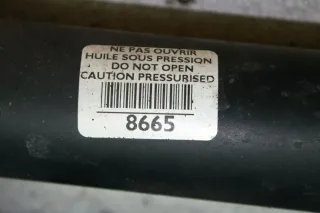 NE PAS OUVRIR
HUILE SOUS PRESSION
DO NOT OPEN
CAUTION PRESSURISED
8665